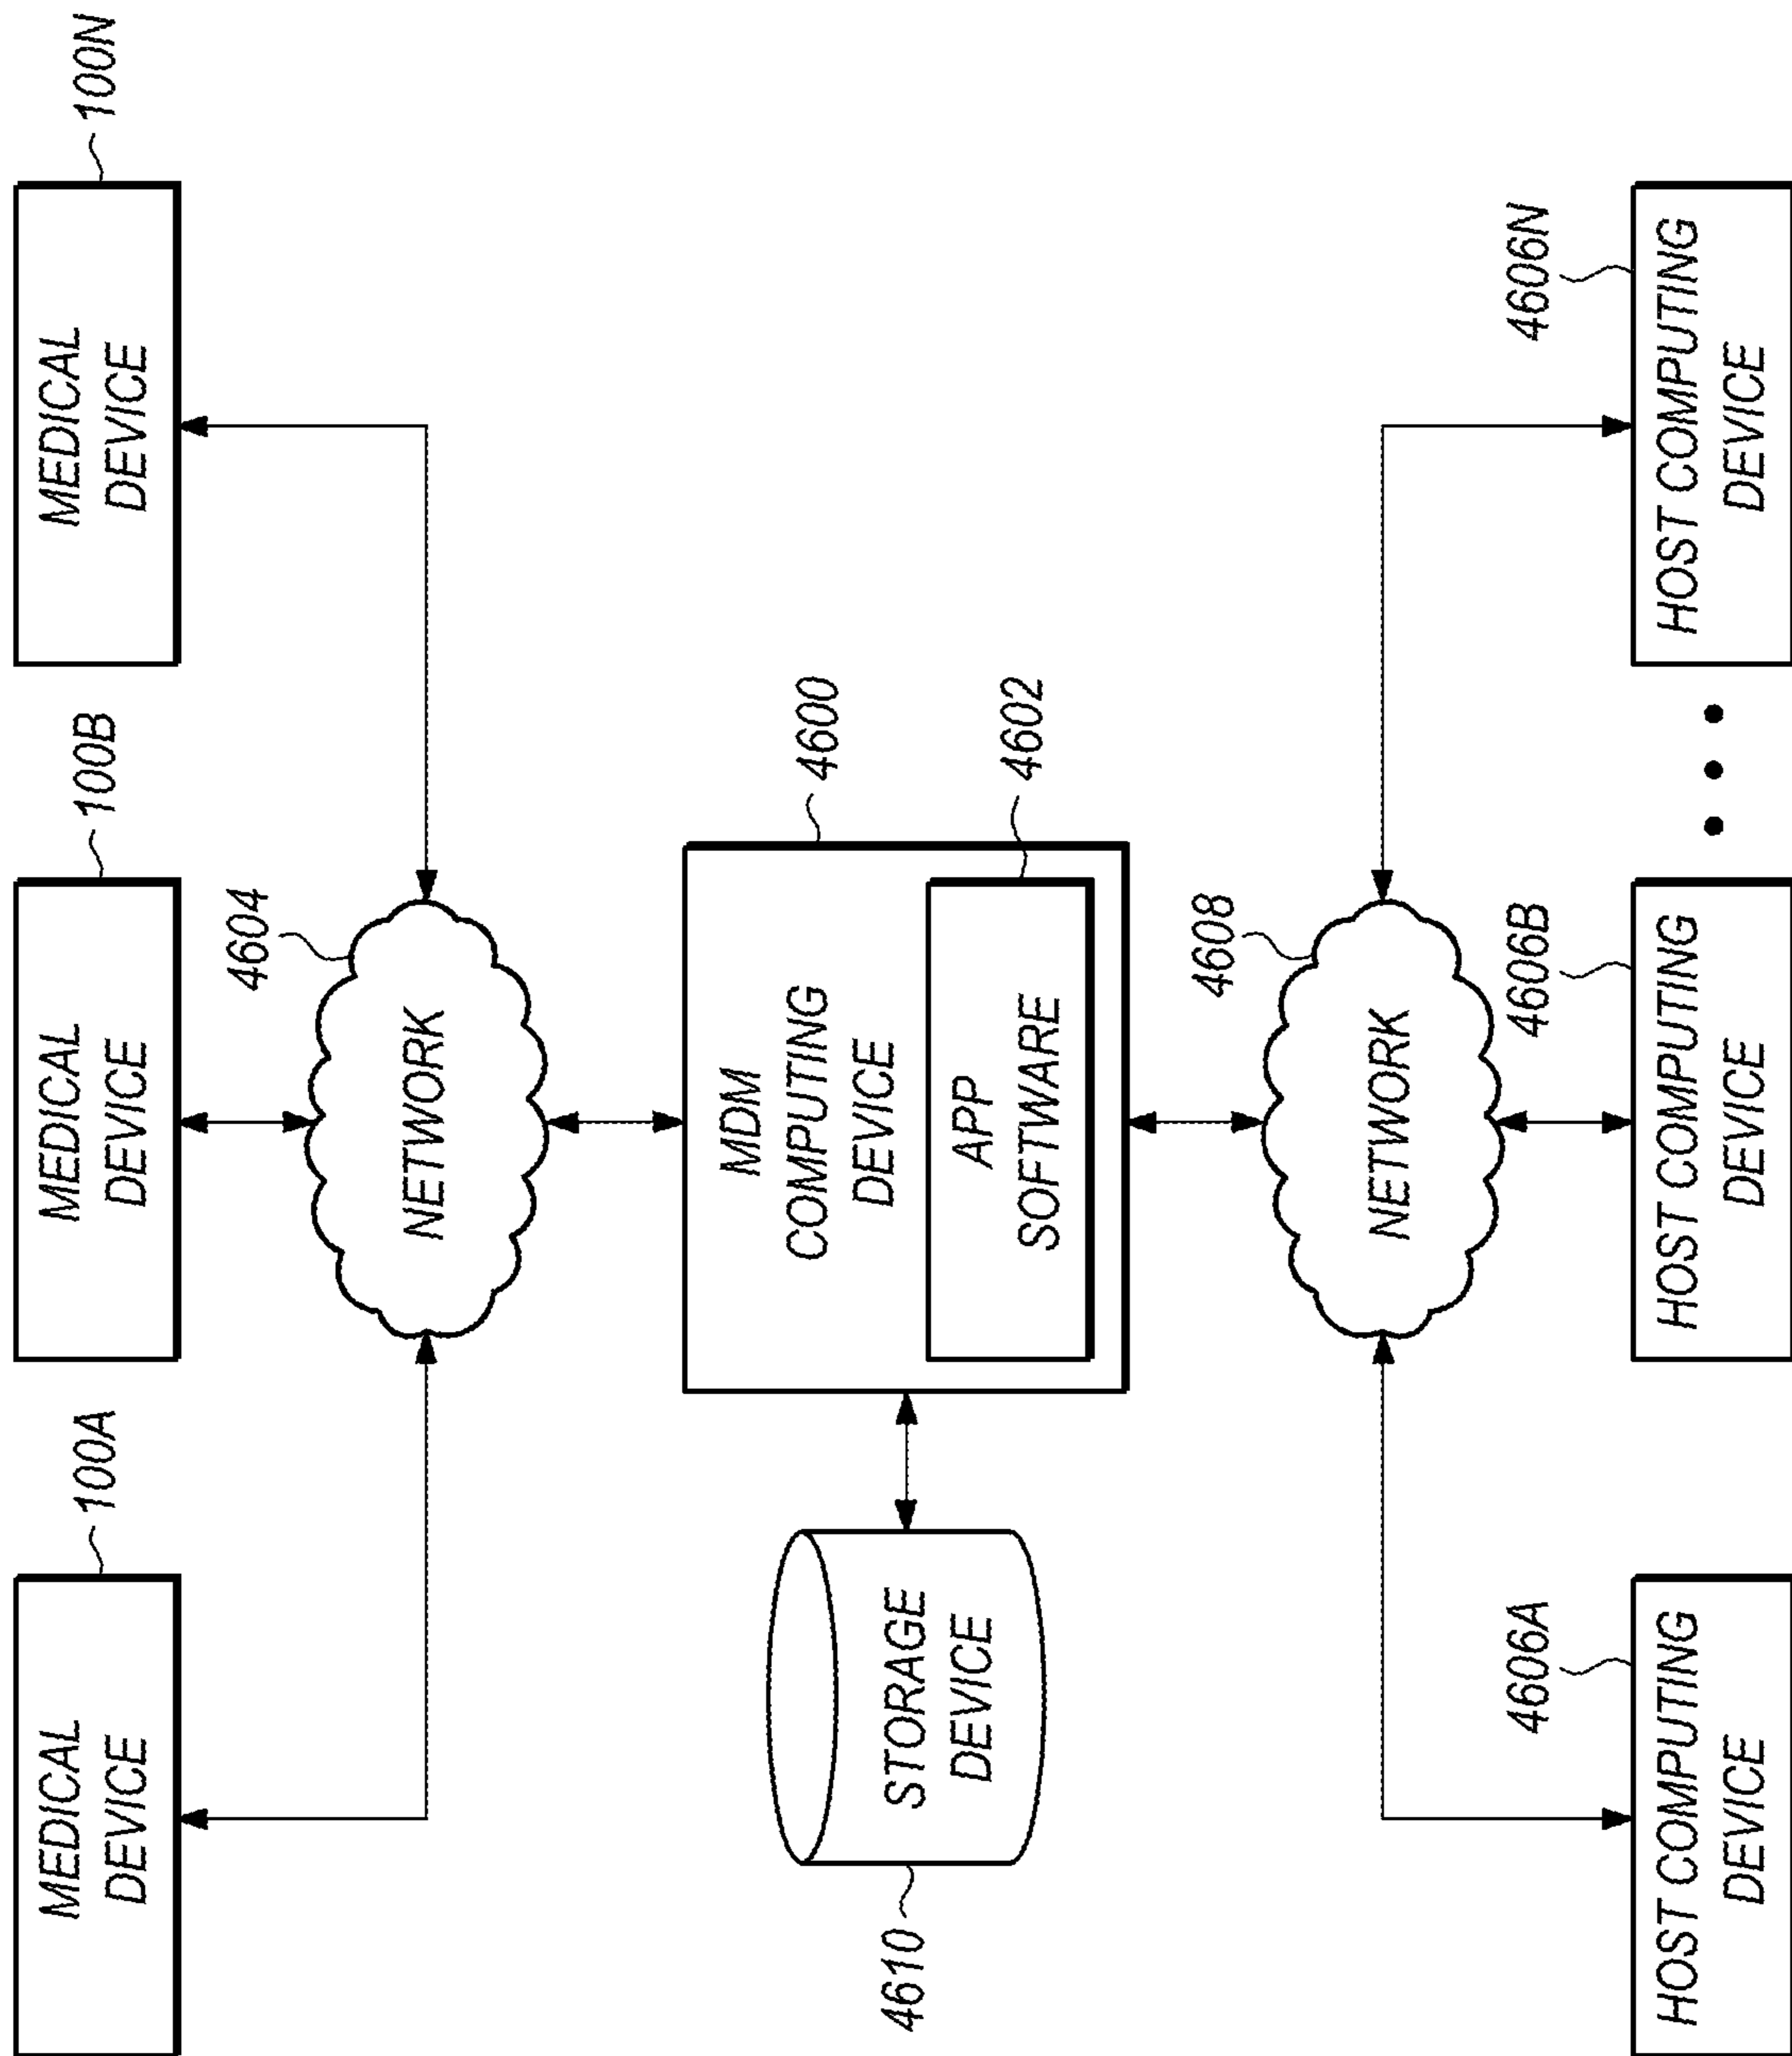 100A
MEDICAL
DEVICE
100B
MEDICAL
DEVICE
100N
MEDICAL
DEVICE
4604
NETWORK
4600
MDM
COMPUTING
DEVICE
4602
APP
SOFTWARE
4610
STORAGE
DEVICE
4608
NETWORK
4606A
HOST COMPUTING
DEVICE
4606B
HOST COMPUTING
DEVICE
4606N
HOST COMPUTING
DEVICE